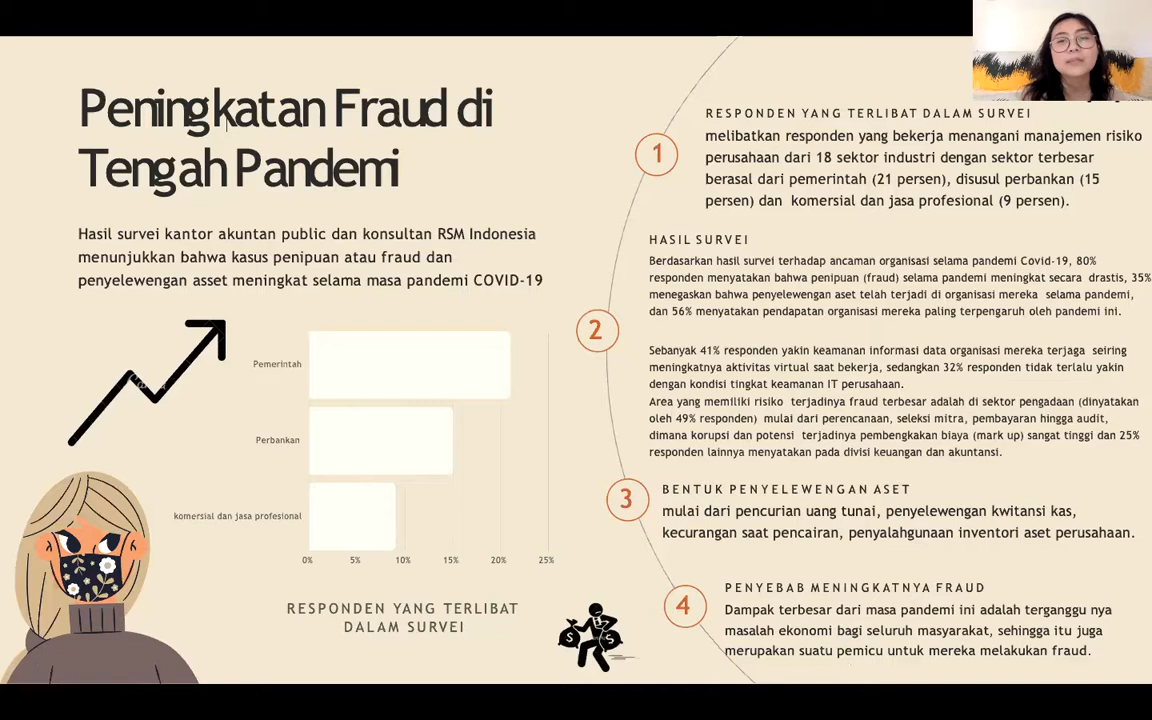 Peningkatan Fraud di
Tengah Pandemi
Hasil survei kantor akuntan public dan konsultan RSM Indonesia
menunjukkan bahwa kasus penipuan atau fraud dan
penyelewengan asset meningkat selama masa pandemi COVID-19
Pemerintah
Perbankan
komersial dan jasa profesional
0% 5% 10% 15% 20% 25%
RESPONDEN YANG TERLIBAT
DALAM SURVEI
1
RESPONDEN YANG TERLIBAT DALAM SURVEI
melibatkan responden yang bekerja menangani manajemen risiko
perusahaan dari 18 sektor industri dengan sektor terbesar
berasal dari pemerintah (21 persen), disusul perbankan (15
persen) dan komersial dan jasa profesional (9 persen).
2
HASIL SURVEI
Berdasarkan hasil survei terhadap ancaman organisasi selama pandemi Covid-19, 80%
responden menyatakan bahwa penipuan (fraud) selama pandemi meningkat secara drastis, 35%
menegaskan bahwa penyelewengan aset telah terjadi di organisasi mereka selama pandemi,
dan 56% menyatakan pendapatan organisasi mereka paling terpengaruh oleh pandemi ini.
Sebanyak 41% responden yakin keamanan informasi data organisasi mereka terjaga seiring
meningkatnya aktivitas virtual saat bekerja, sedangkan 32% responden tidak terlalu yakin
dengan kondisi tingkat keamanan IT perusahaan.
Area yang memiliki risiko terjadinya fraud terbesar adalah di sektor pengadaan (dinyatakan
oleh 49% responden) mulai dari perencanaan, seleksi mitra, pembayaran hingga audit,
dimana korupsi dan potensi terjadinya pembengkakan biaya (mark up) sangat tinggi dan 25%
responden lainnya menyatakan pada divisi keuangan dan akuntansi.
3
BENTUK PENYELEWENGAN ASET
mulai dari pencurian uang tunai, penyelewengan kwitansi kas,
kecurangan saat pencairan, penyalahgunaan inventori aset perusahaan.
4
PENYEBAB MENINGKATNYA FRAUD
Dampak terbesar dari masa pandemi ini adalah terganggu nya
masalah ekonomi bagi seluruh masyarakat, sehingga itu juga
merupakan suatu pemicu untuk mereka melakukan fraud.
$ $